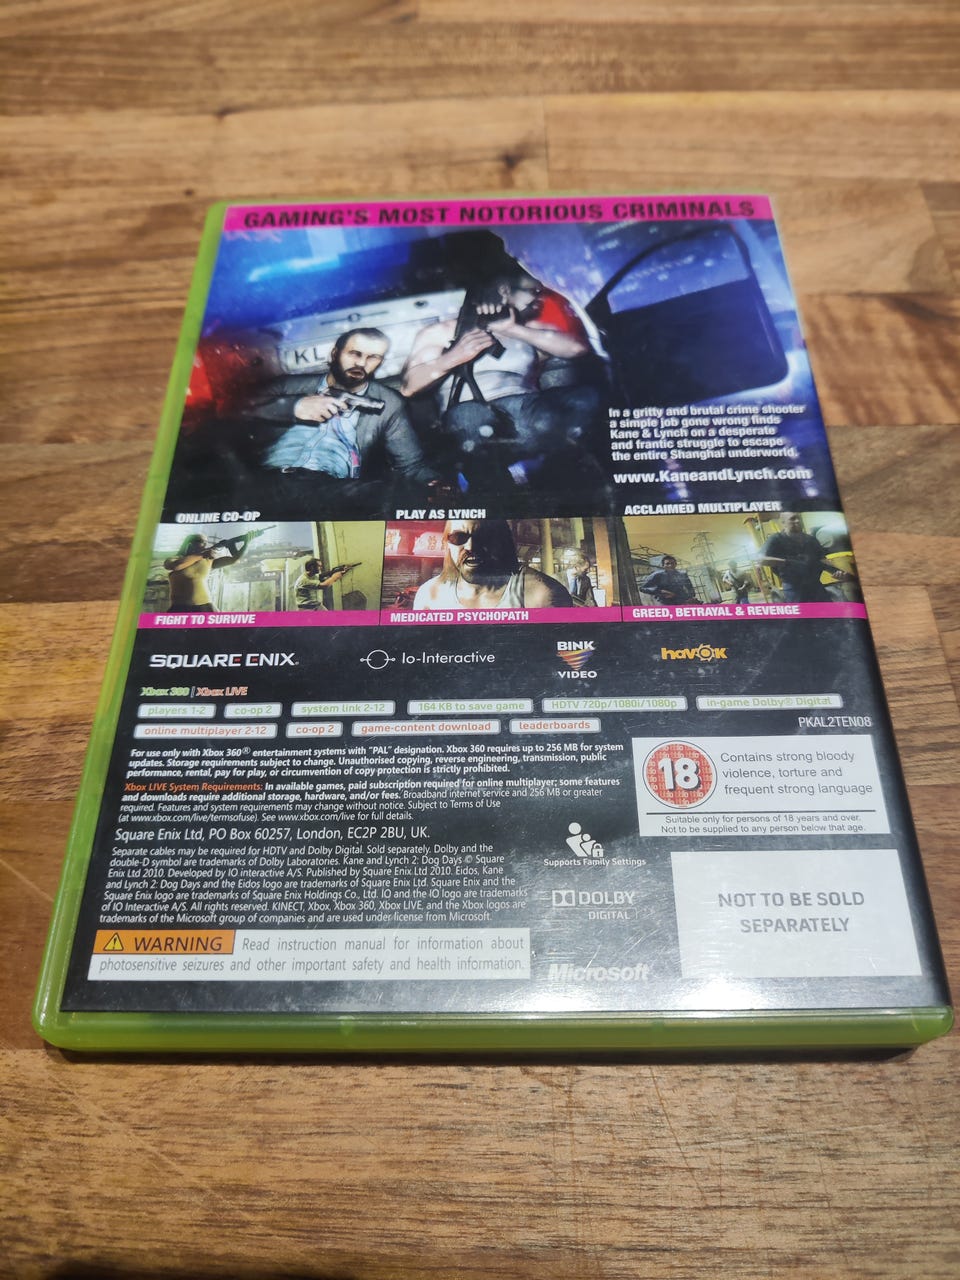 GAMING'S MOST NOTORIOUS CRIMINALS
KL
In a gritty and brutal crime shooter
a simple job gone wrong finds
Kane & Lynch on a desperate
and frantic struggle to escape
the entire Shanghai underworld.
www.KaneandLynch.com
ONLINE CO-OP
PLAY AS LYNCH
ACCLAIMED MULTIPLAYER
FIGHT TO SURVIVE
MEDICATED PSYCHOPATH
GREED, BETRAYAL & REVENGE
SQUARE ENIX.
Io-Interactive
BINK
VIDEO
havok
Xbox 360 | Xbox LIVE
players 1-2
co-op 2
system link 2-12
164 KB to save game
HDTV 720p/1080i/1080p
in-game Dolby® Digital
online multiplayer 2-12
co-op 2
game-content download
leaderboards
PKAL2TEN08
For use only with Xbox 360® entertainment systems with "PAL" designation. Xbox 360 requires up to 256 MB for system
updates. Storage requirements subject to change. Unauthorised copying, reverse engineering, transmission, public
performance, rental, pay for play, or circumvention of copy protection is strictly prohibited.
Xbox LIVE System Requirements: In available games, paid subscription required for online multiplayer; some features
and downloads require additional storage, hardware, and/or fees. Broadband internet service and 256 MB or greater
required. Features and system requirements may change without notice. Subject to Terms of Use
(at www.xbox.com/live/termsofuse). See www.xbox.com/live for full details.
Square Enix Ltd, PO Box 60257, London, EC2P 2BU, UK.
Separate cables may be required for HDTV and Dolby Digital. Sold separately. Dolby and the
double-D symbol are trademarks of Dolby Laboratories. Kane and Lynch 2: Dog Days © Square
Enix Ltd 2010. Developed by IO interactive A/S. Published by Square Enix Ltd 2010. Eidos, Kane
and Lynch 2: Dog Days and the Eidos logo are trademarks of Square Enix Ltd. Square Enix and the
Square Enix logo are trademarks of Square Enix Holdings Co., Ltd. IO and the IO logo are trademarks
of IO Interactive A/S. All rights reserved. KINECT, Xbox, Xbox 360, Xbox LIVE, and the Xbox logos are
trademarks of the Microsoft group of companies and are used under license from Microsoft.
WARNING Read instruction manual for information about
photosensitive seizures and other important safety and health information.
18
Contains strong bloody
violence, torture and
frequent strong language
Suitable only for persons of 18 years and over.
Not to be supplied to any person below that age.
Supports Family Settings
DOLBY
DIGITAL
Microsoft
NOT TO BE SOLD
SEPARATELY